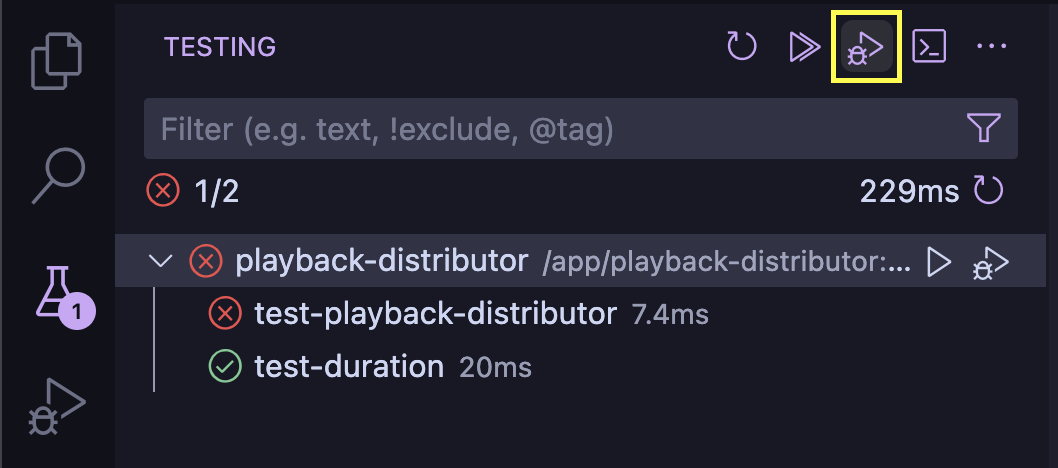 TESTING
Filter (e.g. text, !exclude, @tag)
1/2 229ms
playback-distributor /app/playback-distributor:...
test-playback-distributor 7.4ms
1
test-duration 20ms